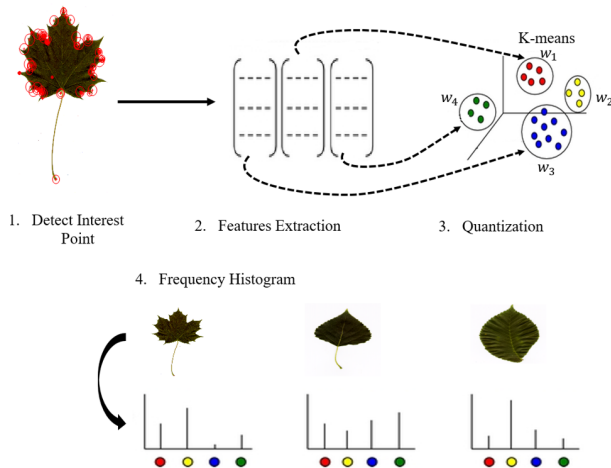 K-means
w₁
w₂
w₄
w₃
1. Detect Interest
Point
2. Features Extraction
3. Quantization
4. Frequency Histogram